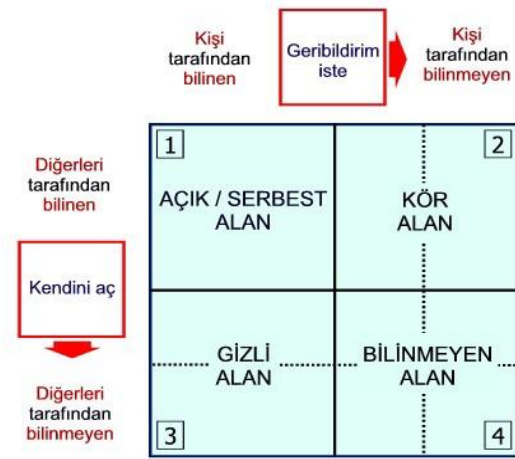 Kişi
tarafından
bilinen
Geribildirim
iste
Kişi
tarafından
bilinmeyen
Diğerleri
tarafından
bilinen
1
2
AÇIK / SERBEST
ALAN
KÖR
ALAN
Kendini aç
GİZLİ
ALAN
BİLİNMEYEN
ALAN
Diğerleri
tarafından
bilinmeyen
3
4